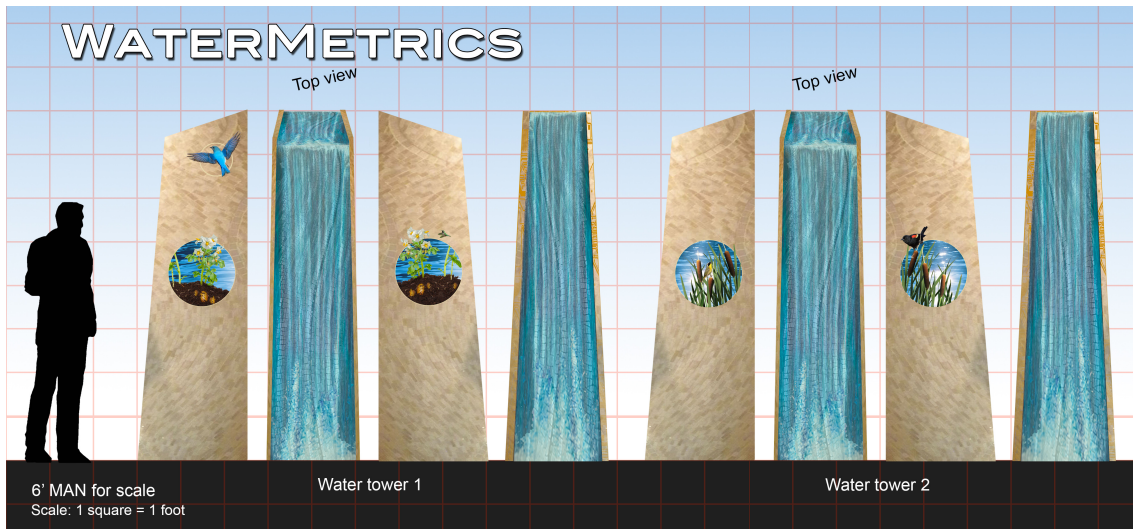 WATERMETRICS
Top view
Top view
6' MAN for scale
Scale: 1 square = 1 foot
Water tower 1
Water tower 2